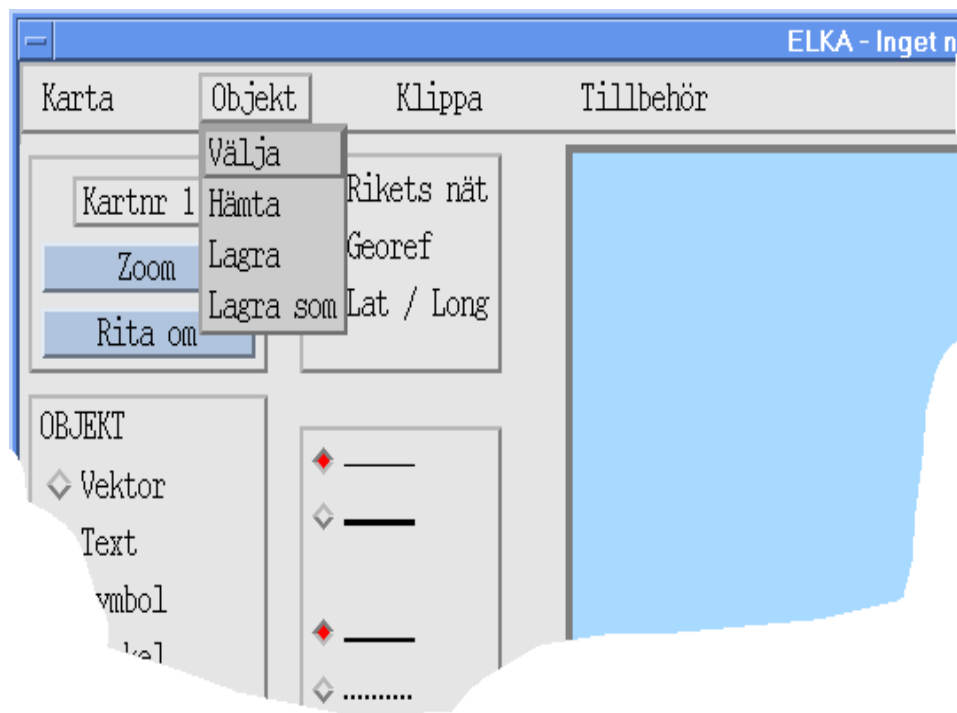 ELKA - Inget n
Karta Objekt Klippa Tillbehör
Välja
Hämta
Lagra
Lagra som
Kartnr 1
Zoom
Rita om
Rikets nät
Georef
Lat / Long
OBJEKT
Vektor
Text
ymbol